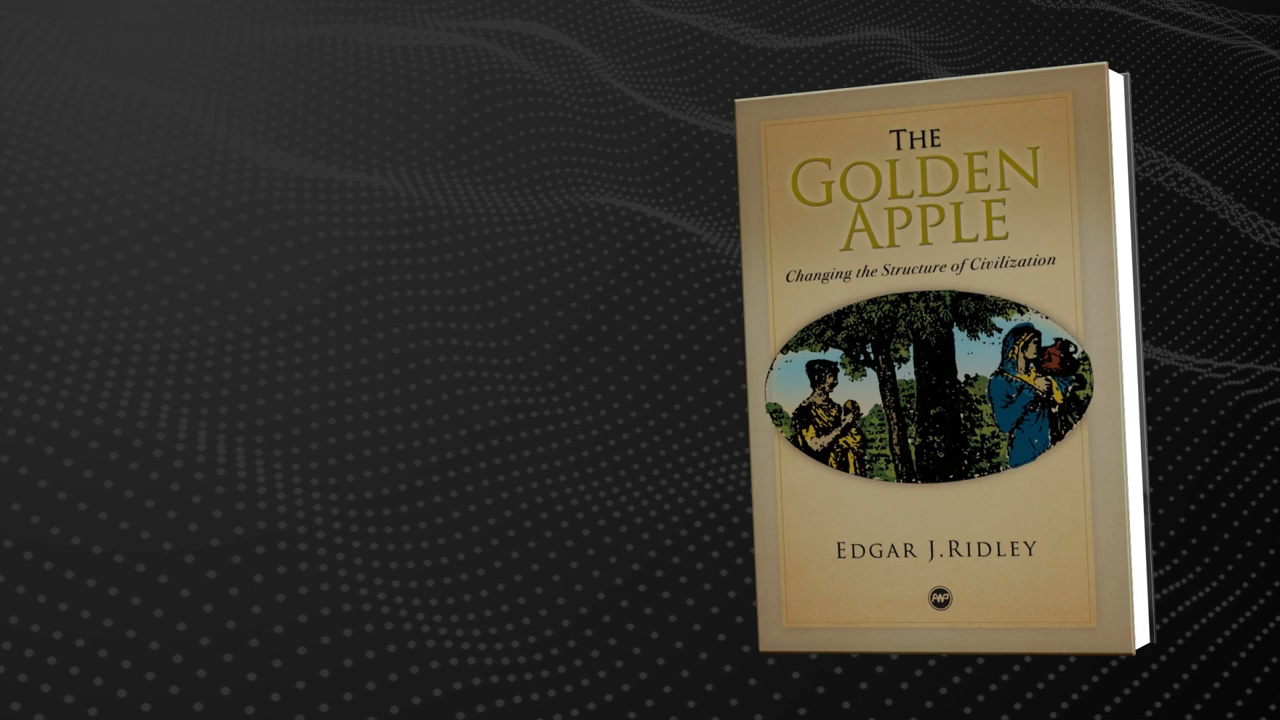 THE
GOLDEN
APPLE
Changing the Structure of Civilization
EDGAR J.RIDLEY
AWP